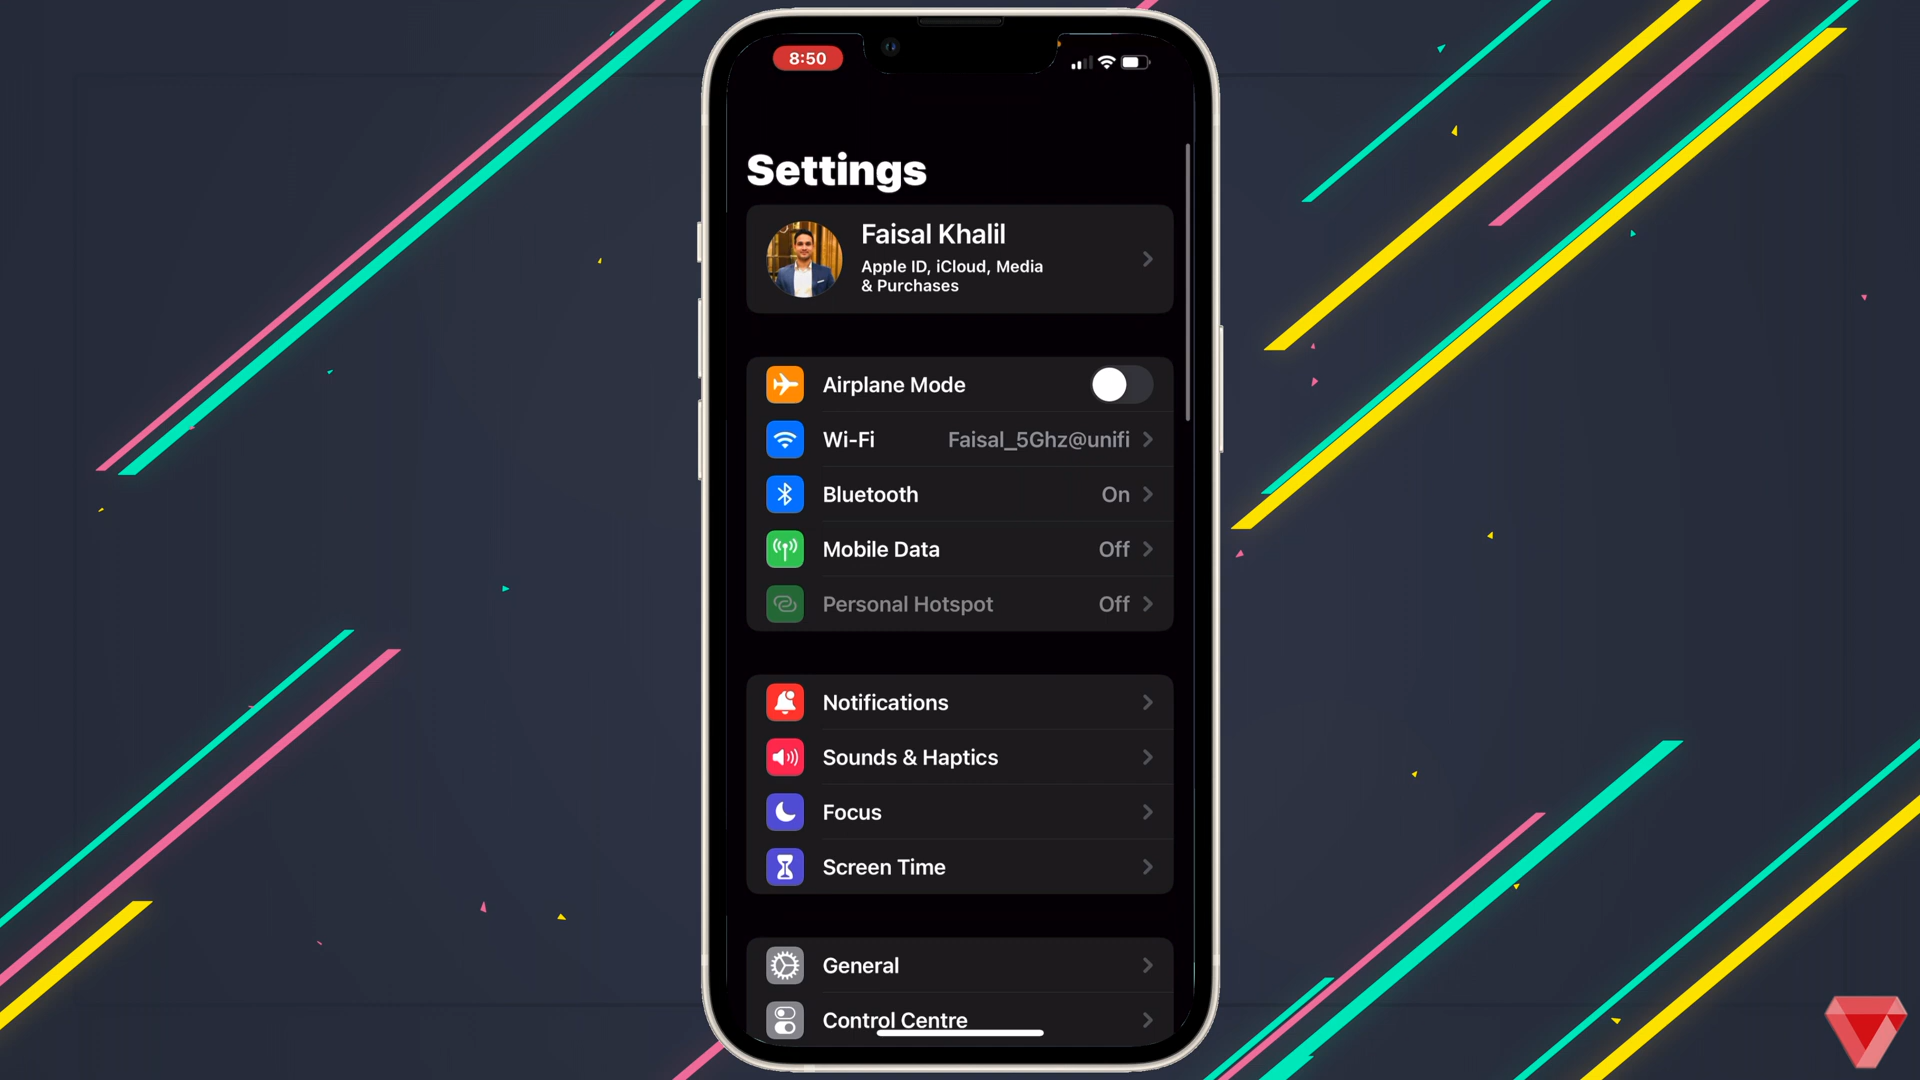 8:50
Settings
Faisal Khalil
Apple ID, iCloud, Media
& Purchases
Airplane Mode
Wi-Fi Faisal_5Ghz@unifi
Bluetooth On
Mobile Data Off
Personal Hotspot Off
Notifications
Sounds & Haptics
Focus
Screen Time
General
Control Centre